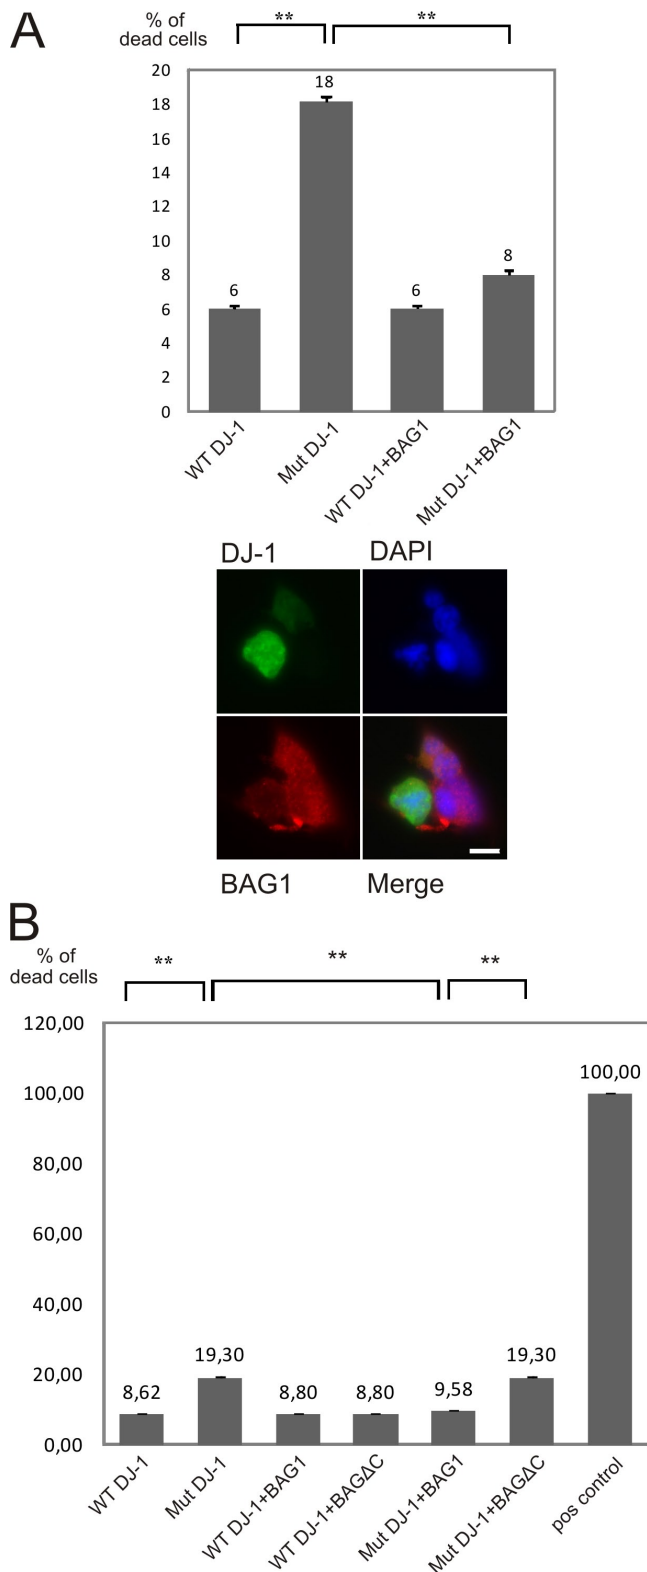 A
% of
dead cells
**
**
20
18
16
14
12
10
8
6
4
2
0
6
18
6
8
WT DJ-1
Mut DJ-1
WT DJ-1+BAG1
Mut DJ-1+BAG1
DJ-1
DAPI
BAG1
Merge
B
% of
dead cells
**
**
**
120,00
100,00
80,00
60,00
40,00
20,00
0,00
8,62
19,30
8,80
8,80
9,58
19,30
100,00
WT DJ-1
Mut DJ-1
WT DJ-1+BAG1
WT DJ-1+BAGΔC
Mut DJ-1+BAG1
Mut DJ-1+BAGΔC
pos control